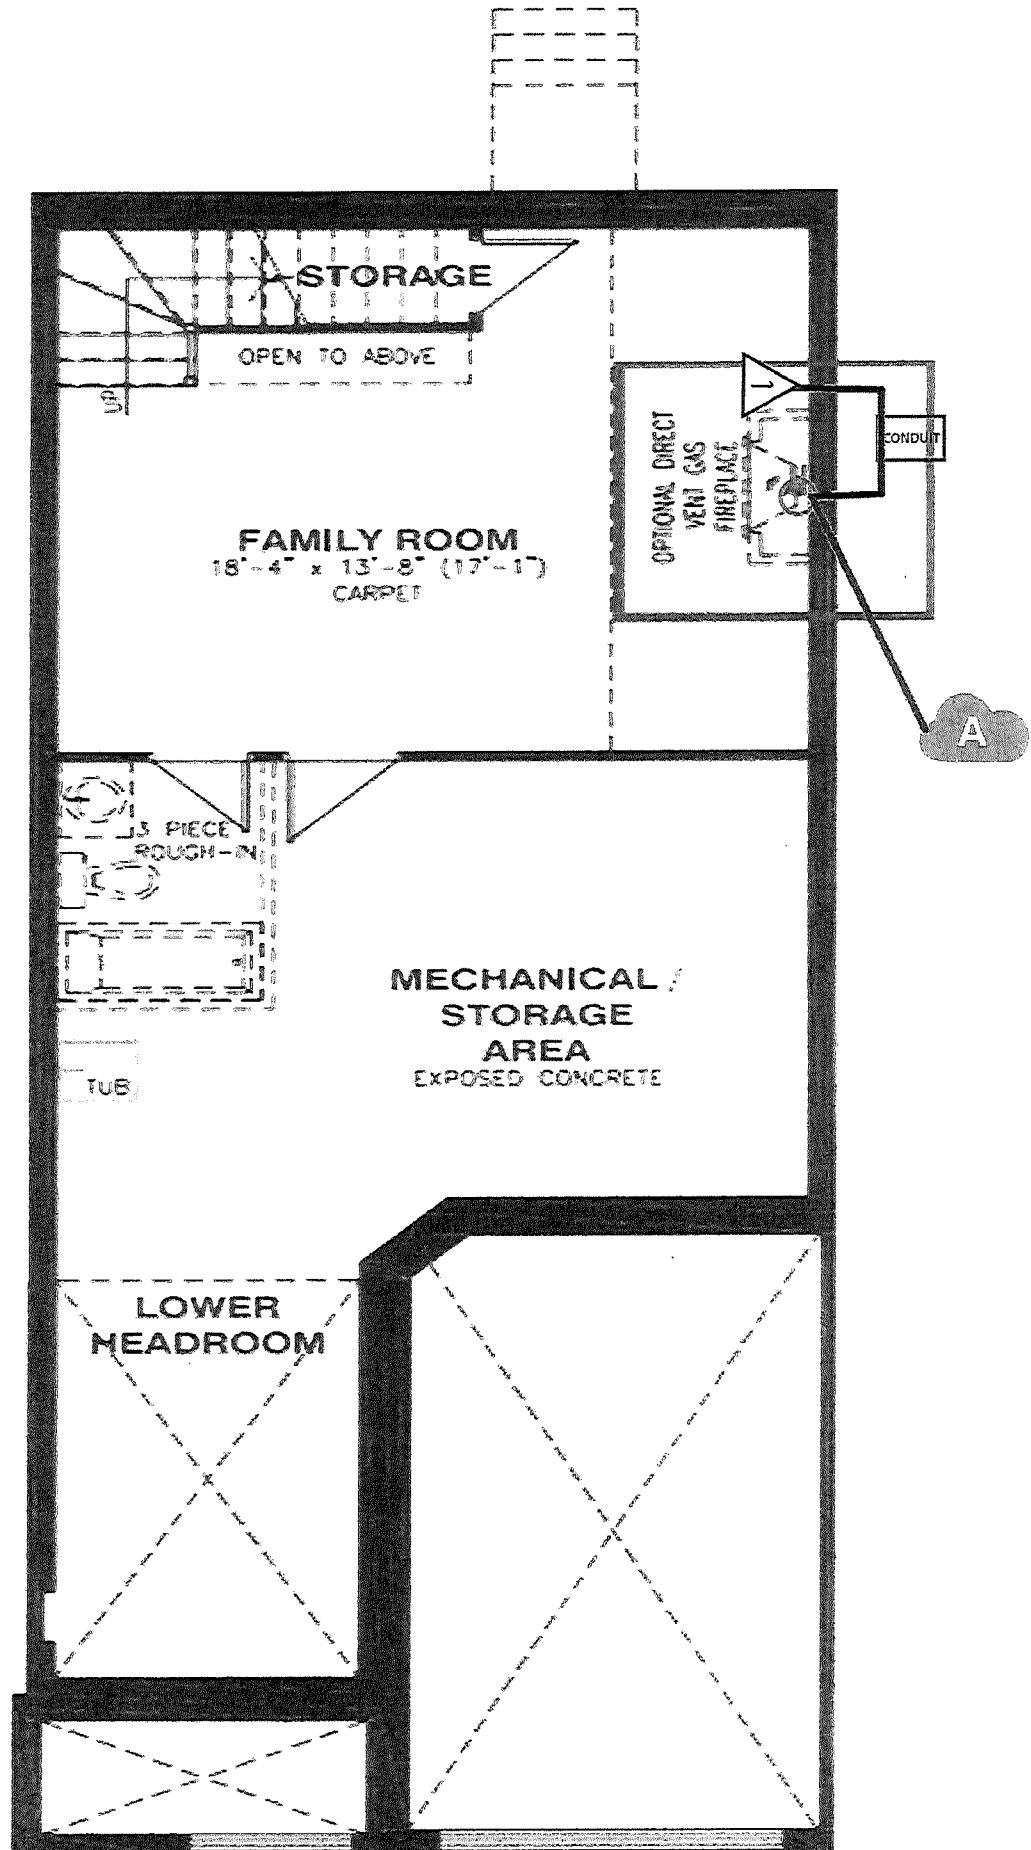 STORAGE
OPEN TO ABOVE
UP
1
CONDUIT
OPTIONAL DIRECT
VENT GAS
FIREPLACE
FAMILY ROOM
18'-4" x 13'-8" (17'-1")
CARPET
A
3 PIECE
ROUGH-IN
MECHANICAL /
STORAGE
AREA
EXPOSED CONCRETE
TUB
LOWER
HEADROOM